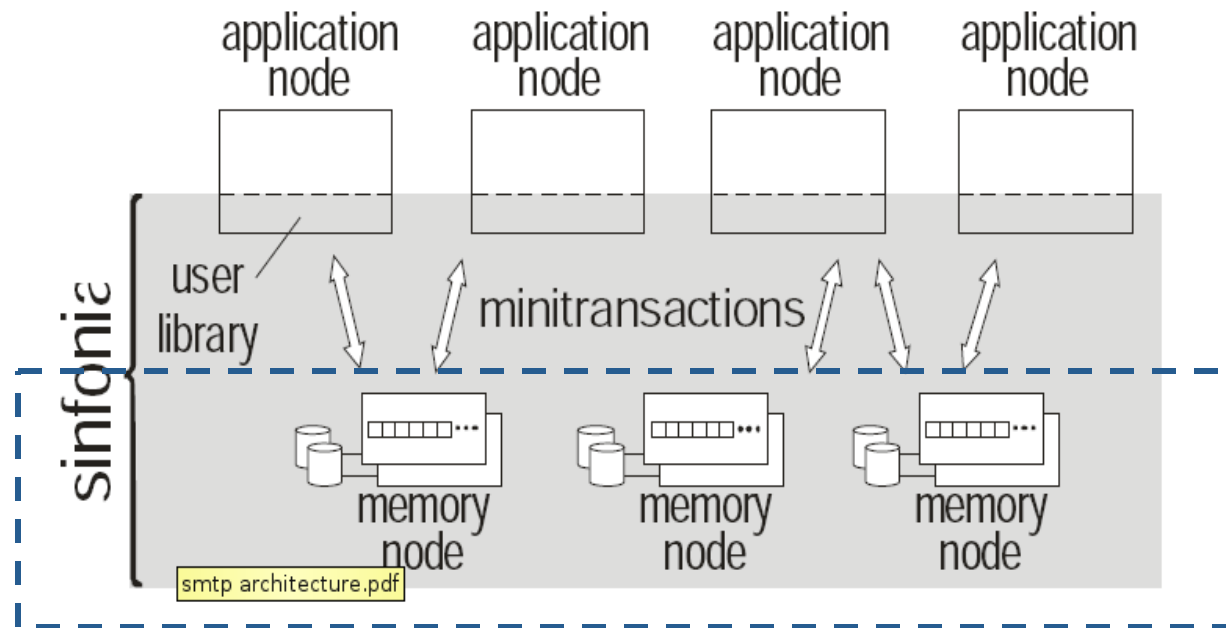 application
node
application
node
application
node
application
node
user
library
minitransactions
sinfonia
memory
node
memory
node
memory
node
smtp architecture.pdf